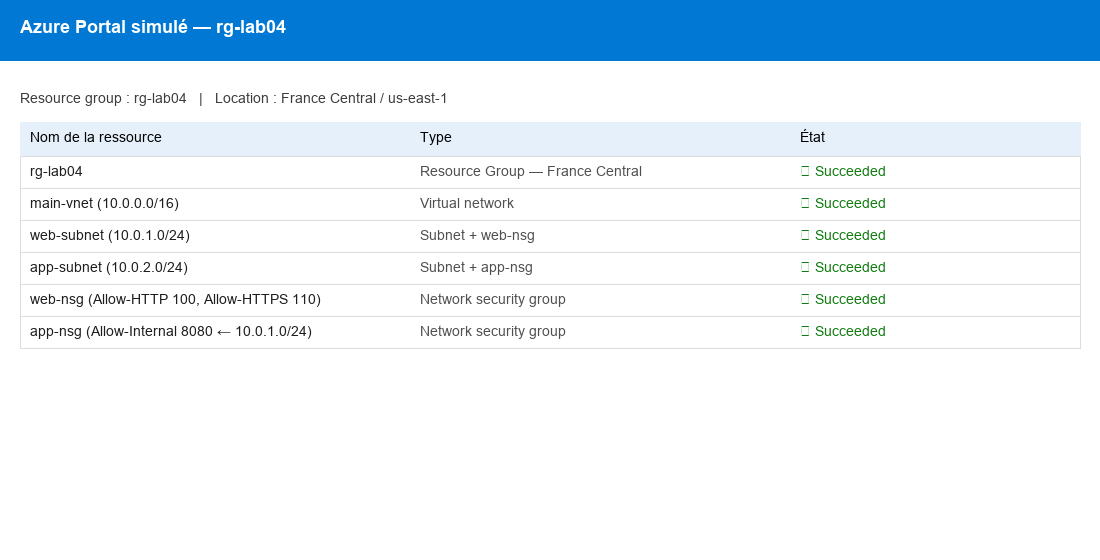 Azure Portal simulé — rg-lab04
Resource group : rg-lab04 | Location : France Central / us-east-1
Nom de la ressource Type État
rg-lab04 Resource Group — France Central Succeeded
main-vnet (10.0.0.0/16) Virtual network Succeeded
web-subnet (10.0.1.0/24) Subnet + web-nsg Succeeded
app-subnet (10.0.2.0/24) Subnet + app-nsg Succeeded
web-nsg (Allow-HTTP 100, Allow-HTTPS 110) Network security group Succeeded
app-nsg (Allow-Internal 8080 ← 10.0.1.0/24) Network security group Succeeded